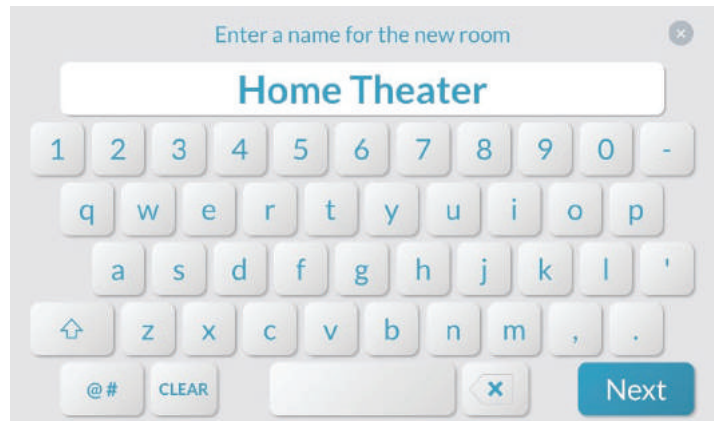 Enter a name for the new room
Home Theater
1 2 3 4 5 6 7 8 9 0 -
q w e r t y u i o p
a s d f g h j k l '
z x c v b n m , .
@# CLEAR Next